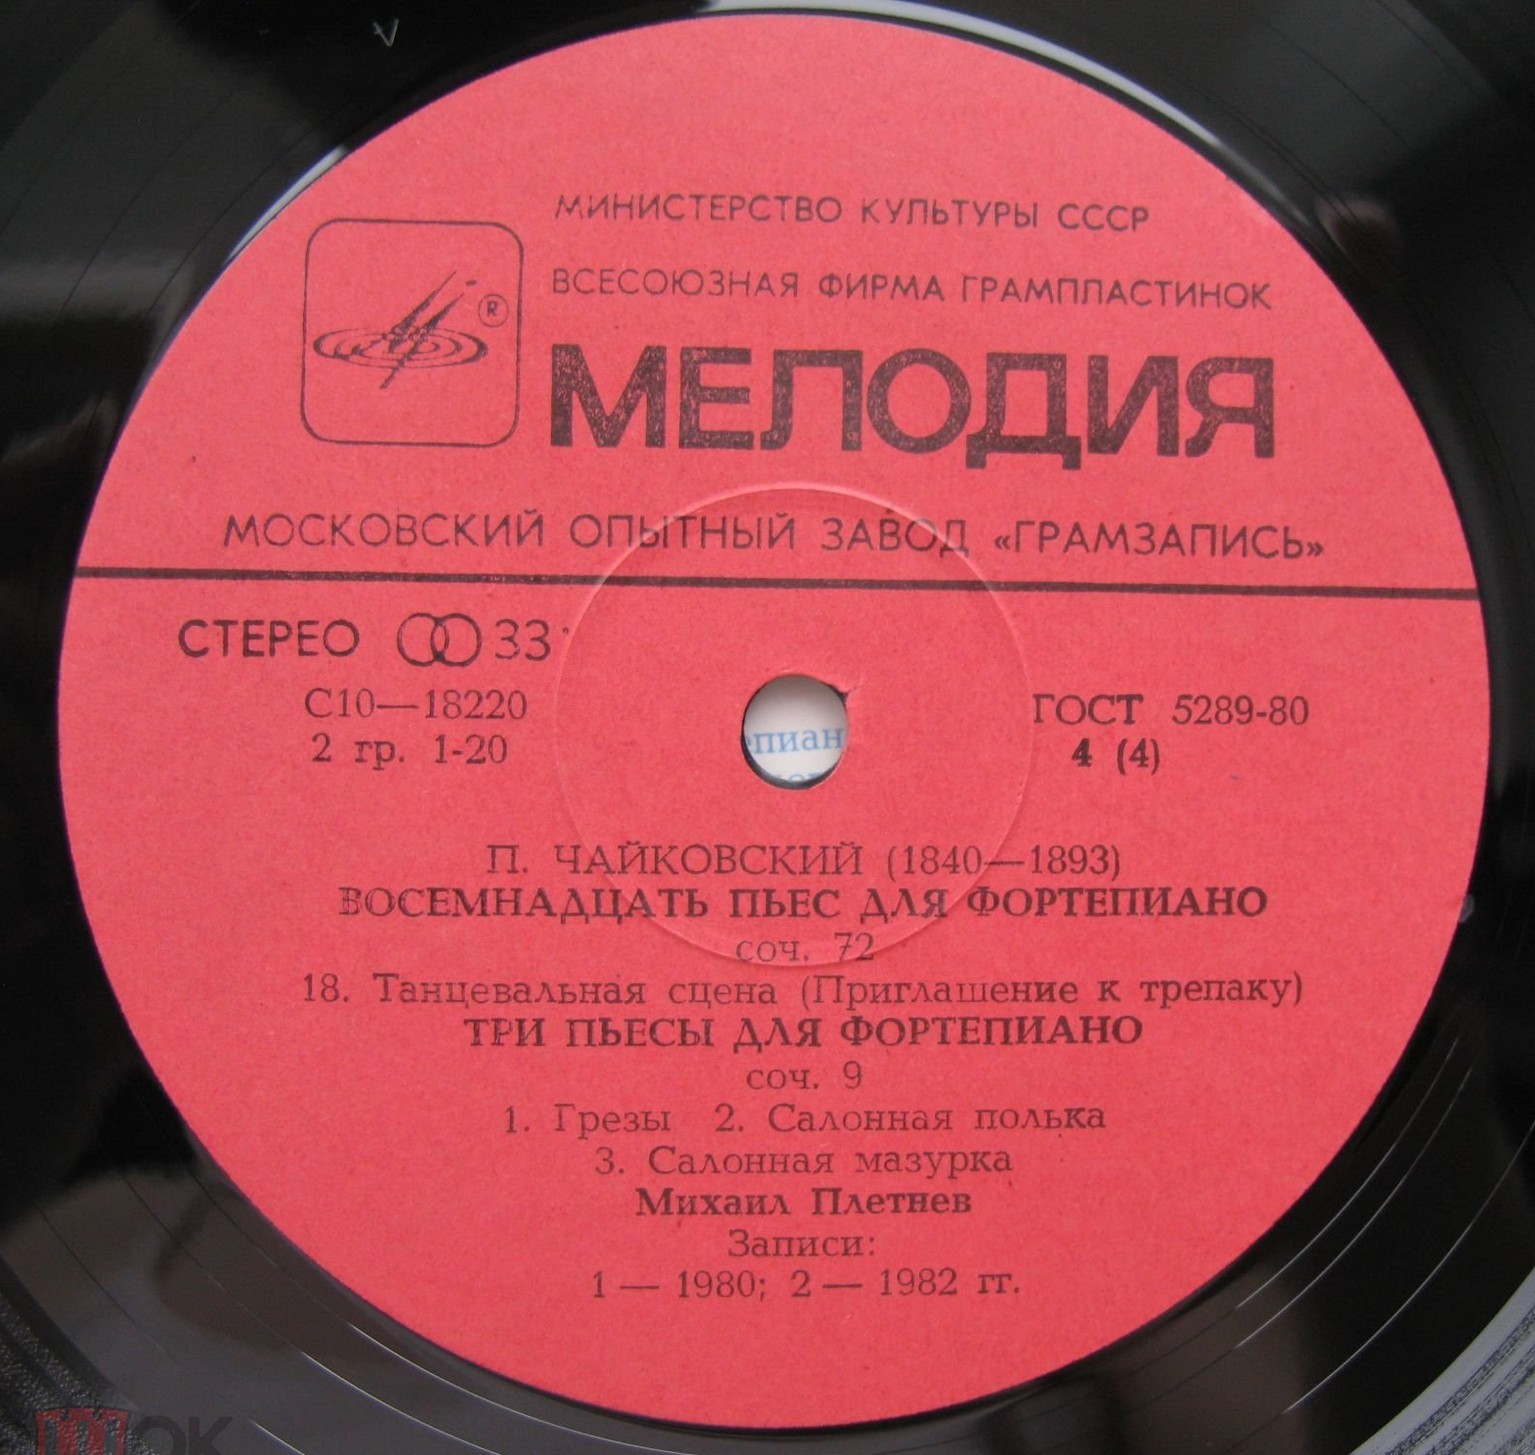 МИНИСТЕРСТВО КУЛЬТУРЫ СССР
ВСЕСОЮЗНАЯ ФИРМА ГРАМПЛАСТИНОК
®
МЕЛОДИЯ
МОСКОВСКИЙ ОПЫТНЫЙ ЗАВОД «ГРАМЗАПИСЬ»
СТЕРЕО 33
С10—18220 ГОСТ 5289-80
2 гр. 1-20 4 (4)
епиан
П. ЧАЙКОВСКИЙ (1840—1893)
ВОСЕМНАДЦАТЬ ПЬЕС ДЛЯ ФОРТЕПИАНО
соч. 72
18. Танцевальная сцена (Приглашение к трепаку)
ТРИ ПЬЕСЫ ДЛЯ ФОРТЕПИАНО
соч. 9
1. Грезы 2. Салонная полька
3. Салонная мазурка
Михаил Плетнев
Записи:
1 — 1980; 2 — 1982 гг.